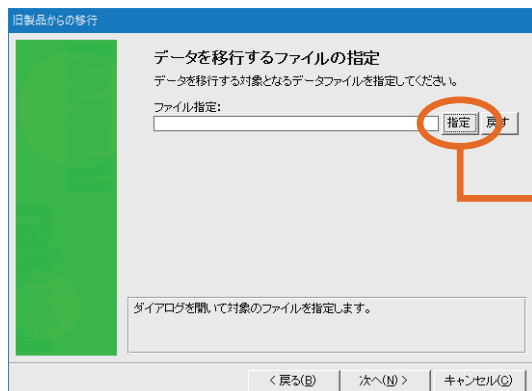 旧製品からの移行
データを移行するファイルの指定
データを移行する対象となるデータファイルを指定してください。
ファイル指定:
指定 戻す
ダイアログを開いて対象のファイルを指定します。
< 戻る(B) 次へ(N) > キャンセル(C)